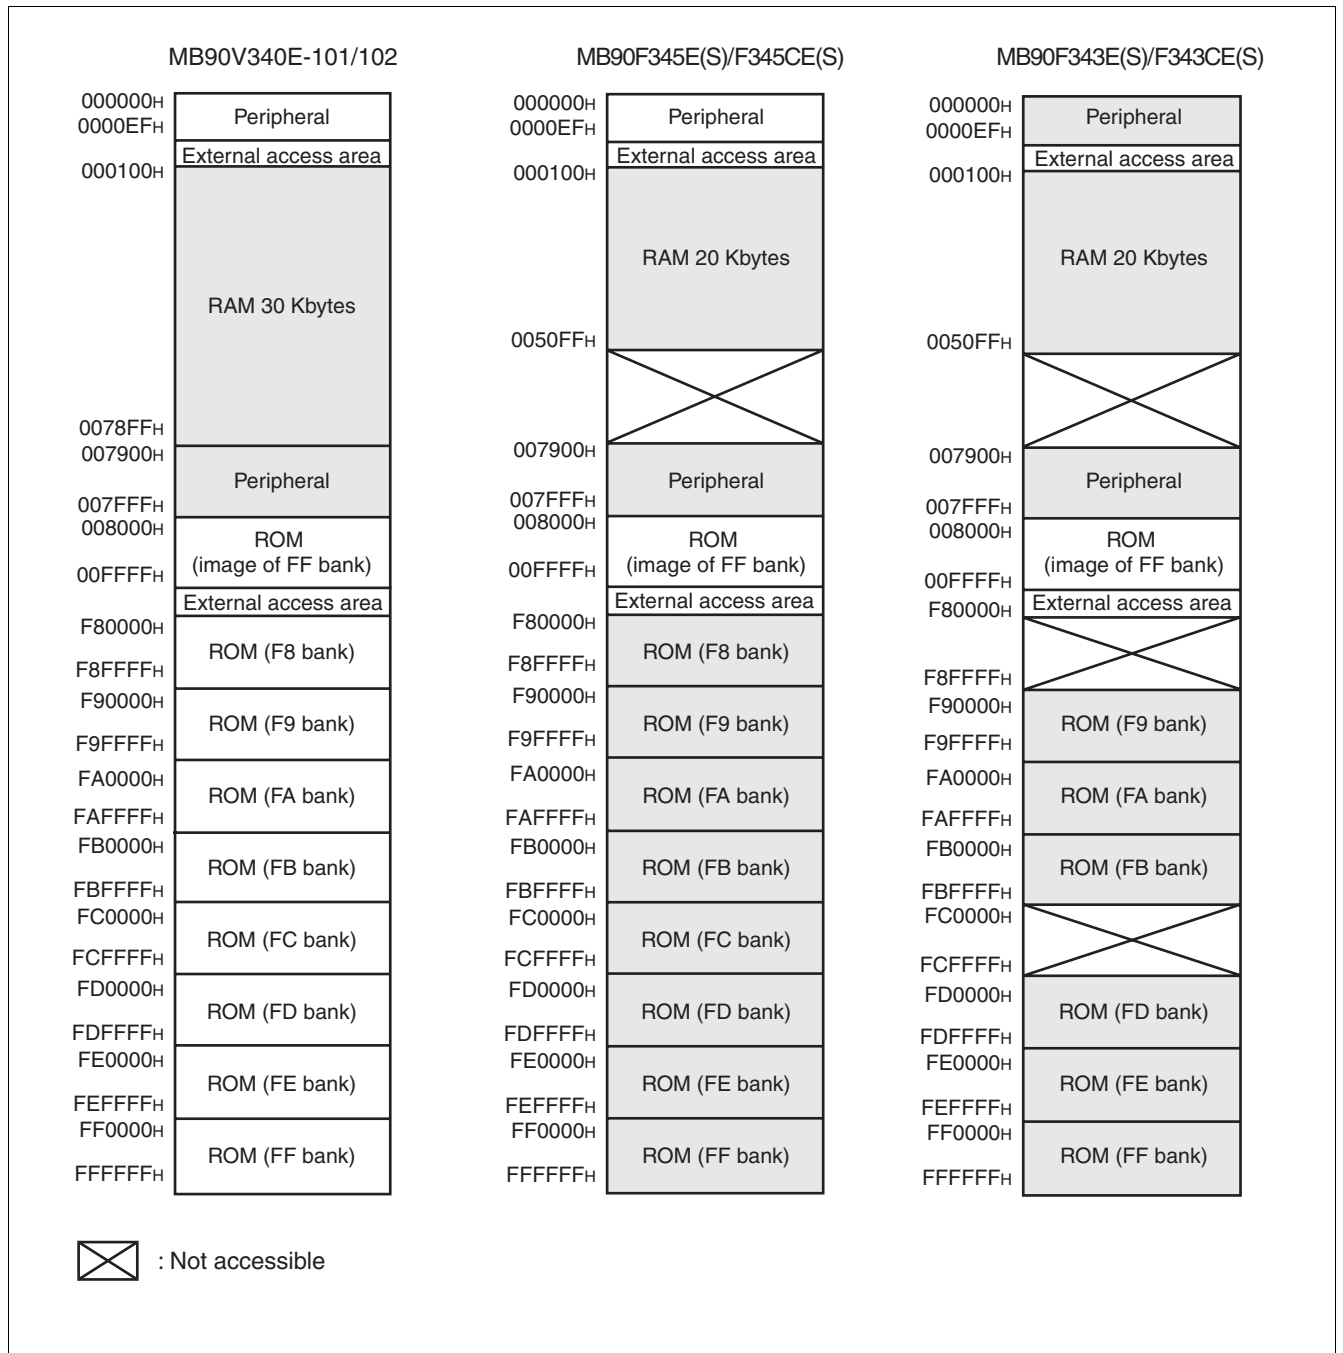 MB90V340E-101/102
000000H
0000EFH
Peripheral
External access area
000100H
RAM 30 Kbytes
0078FFH
007900H
Peripheral
007FFFH
008000H
ROM
(image of FF bank)
00FFFFH
External access area
F80000H
ROM (F8 bank)
F8FFFFH
F90000H
ROM (F9 bank)
F9FFFFH
FA0000H
ROM (FA bank)
FAFFFFH
FB0000H
ROM (FB bank)
FBFFFFH
FC0000H
ROM (FC bank)
FCFFFFH
FD0000H
ROM (FD bank)
FDFFFFH
FE0000H
ROM (FE bank)
FEFFFFH
FF0000H
ROM (FF bank)
FFFFFFH
MB90F345E(S)/F345CE(S)
000000H
0000EFH
Peripheral
External access area
000100H
RAM 20 Kbytes
0050FFH
007900H
Peripheral
007FFFH
008000H
ROM
(image of FF bank)
00FFFFH
External access area
F80000H
ROM (F8 bank)
F8FFFFH
F90000H
ROM (F9 bank)
F9FFFFH
FA0000H
ROM (FA bank)
FAFFFFH
FB0000H
ROM (FB bank)
FBFFFFH
FC0000H
ROM (FC bank)
FCFFFFH
FD0000H
ROM (FD bank)
FDFFFFH
FE0000H
ROM (FE bank)
FEFFFFH
FF0000H
ROM (FF bank)
FFFFFFH
MB90F343E(S)/F343CE(S)
000000H
0000EFH
Peripheral
External access area
000100H
RAM 20 Kbytes
0050FFH
007900H
Peripheral
007FFFH
008000H
ROM
(image of FF bank)
00FFFFH
External access area
F80000H
F8FFFFH
F90000H
ROM (F9 bank)
F9FFFFH
FA0000H
ROM (FA bank)
FAFFFFH
FB0000H
ROM (FB bank)
FBFFFFH
FC0000H
FCFFFFH
FD0000H
ROM (FD bank)
FDFFFFH
FE0000H
ROM (FE bank)
FEFFFFH
FF0000H
ROM (FF bank)
FFFFFFH
: Not accessible